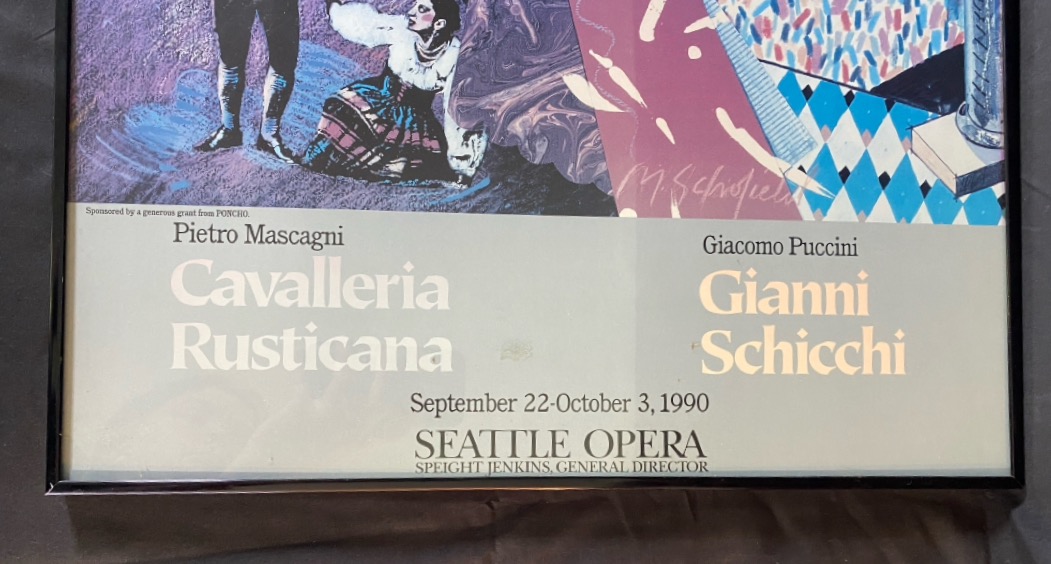 M. Schofield
Sponsored by a generous grant from PONCHO.
Pietro Mascagni
Cavalleria
Rusticana
Giacomo Puccini
Gianni
Schicchi
September 22-October 3, 1990
SEATTLE OPERA
SPEIGHT JENKINS, GENERAL DIRECTOR